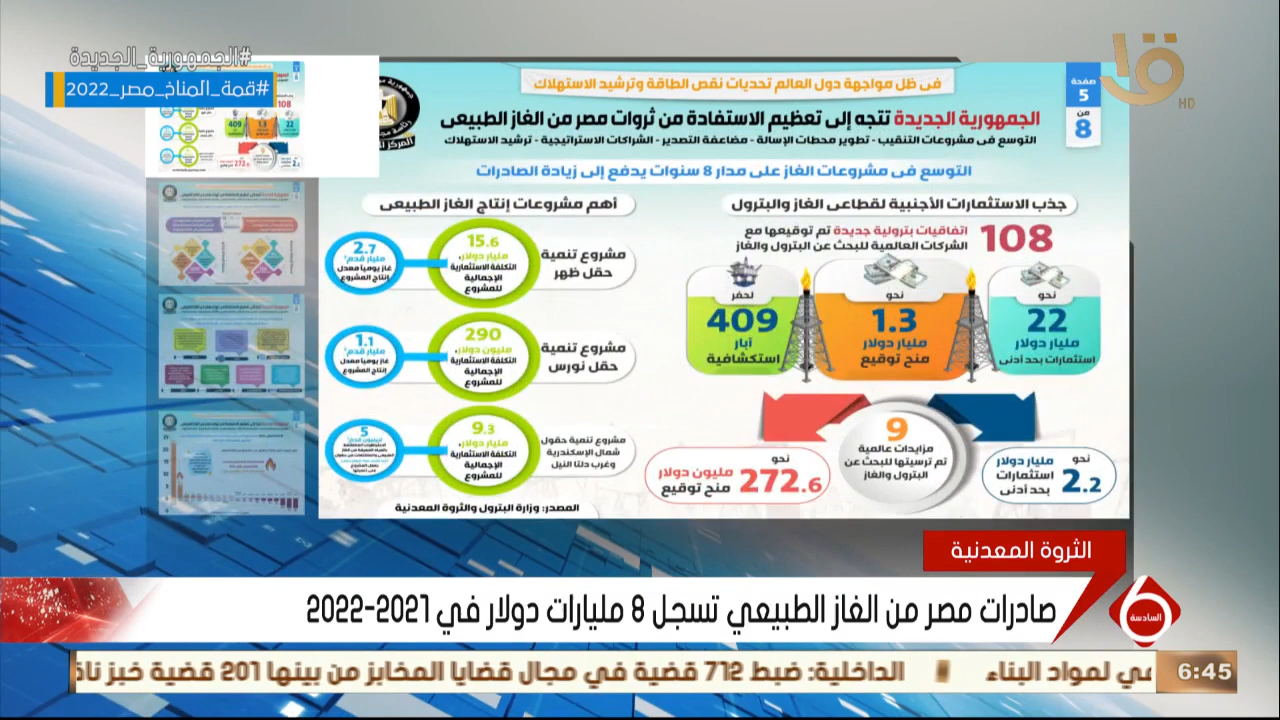 #الجمهورية_الجديدة
#قمة_المناخ_مصر_2022
HD
صفحة
5
من
8
فى ظل مواجهة دول العالم تحديات نقص الطاقة وترشيد الاستهلاك
الجمهورية الجديدة تتجه إلى تعظيم الاستفادة من ثروات مصر من الغاز الطبيعى
التوسع فى مشروعات التنقيب - تطوير محطات الإسالة - مضاعفة التصدير - الشراكات الاستراتيجية - ترشيد الاستهلاك
التوسع فى مشروعات الغاز على مدار 8 سنوات يدفع إلى زيادة الصادرات
جذب الاستثمارات الأجنبية لقطاعى الغاز والبترول
108
اتفاقيات بترولية جديدة تم توقيعها مع
الشركات العالمية للبحث عن البترول والغاز
نحو
22
مليار دولار
استثمارات بحد أدنى
نحو
1.3
مليار دولار
منح توقيع
لحفر
409
آبار
استكشافية
9
مزايدات عالمية
تم ترسيتها للبحث عن
البترول والغاز
نحو
2.2
مليار دولار
استثمارات
بحد أدنى
نحو
272.6
مليون دولار
منح توقيع
أهم مشروعات إنتاج الغاز الطبيعى
مشروع تنمية
حقل ظهر
15.6
مليار دولار،
التكلفة الاستثمارية
الإجمالية
للمشروع
2.7
مليار قدم³
غاز يومياً معدل
إنتاج المشروع
مشروع تنمية
حقل نورس
290
مليون دولار،
التكلفة الاستثمارية
الإجمالية
للمشروع
1.1
مليار قدم³
غاز يومياً معدل
إنتاج المشروع
مشروع تنمية حقول
شمال الإسكندرية
وغرب دلتا النيل
9.3
مليار دولار،
التكلفة الاستثمارية
الإجمالية
للمشروع
5
المصدر: وزارة البترول والثروة المعدنية
الثروة المعدنية
صادرات مصر من الغاز الطبيعي تسجل 8 مليارات دولار في 2021-2022
السادسة
6:45
ي لمواد البناء
الداخلية: ضبط 712 قضية في مجال قضايا المخابز من بينها 201 قضية خبز ناق